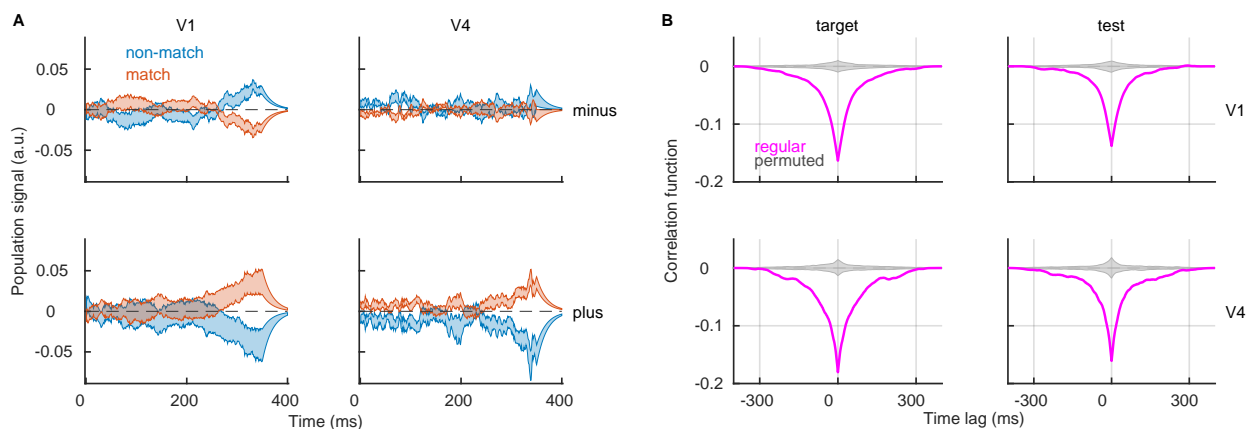 A
V1
V4
B
target
test
non-match
match
0.05
0
-0.05
minus
0
-0.1
-0.2
regular
permuted
V1
Population signal (a.u.)
Correlation function
0.05
0
-0.05
plus
0
-0.1
-0.2
V4
0
200
400
0
200
400
-300
0
300
-300
0
300
Time (ms)
Time lag (ms)